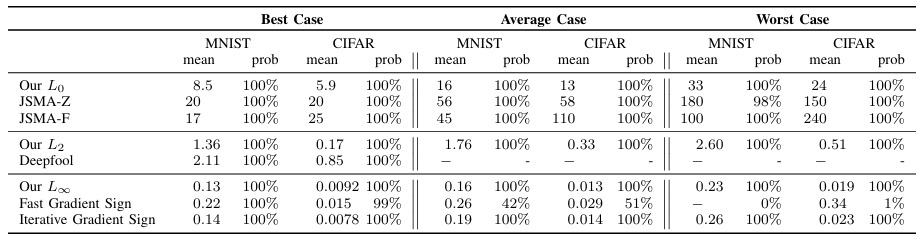 Best Case Average Case Worst Case
MNIST CIFAR MNIST CIFAR MNIST CIFAR
mean prob mean prob mean prob mean prob mean prob mean prob
Our L0 8.5 100% 5.9 100% 16 100% 13 100% 33 100% 24 100%
JSMA-Z 20 100% 20 100% 56 100% 58 100% 180 98% 150 100%
JSMA-F 17 100% 25 100% 45 100% 110 100% 100 100% 240 100%
Our L2 1.36 100% 0.17 100% 1.76 100% 0.33 100% 2.60 100% 0.51 100%
Deepfool 2.11 100% 0.85 100% − - − - − - − -
Our L∞ 0.13 100% 0.0092 100% 0.16 100% 0.013 100% 0.23 100% 0.019 100%
Fast Gradient Sign 0.22 100% 0.015 99% 0.26 42% 0.029 51% − 0% 0.34 1%
Iterative Gradient Sign 0.14 100% 0.0078 100% 0.19 100% 0.014 100% 0.26 100% 0.023 100%